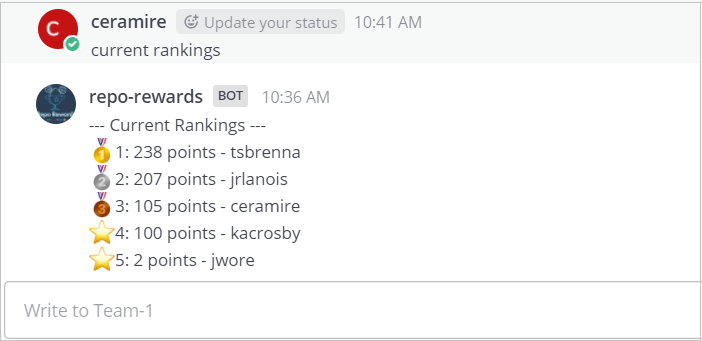 C ceramire Update your status 10:41 AM
current rankings
repo-rewards BOT 10:36 AM
--- Current Rankings ---
1: 238 points - tsbrenna
2: 207 points - jrlanois
3: 105 points - ceramire
4: 100 points - kacrosby
5: 2 points - jwore
Write to Team-1